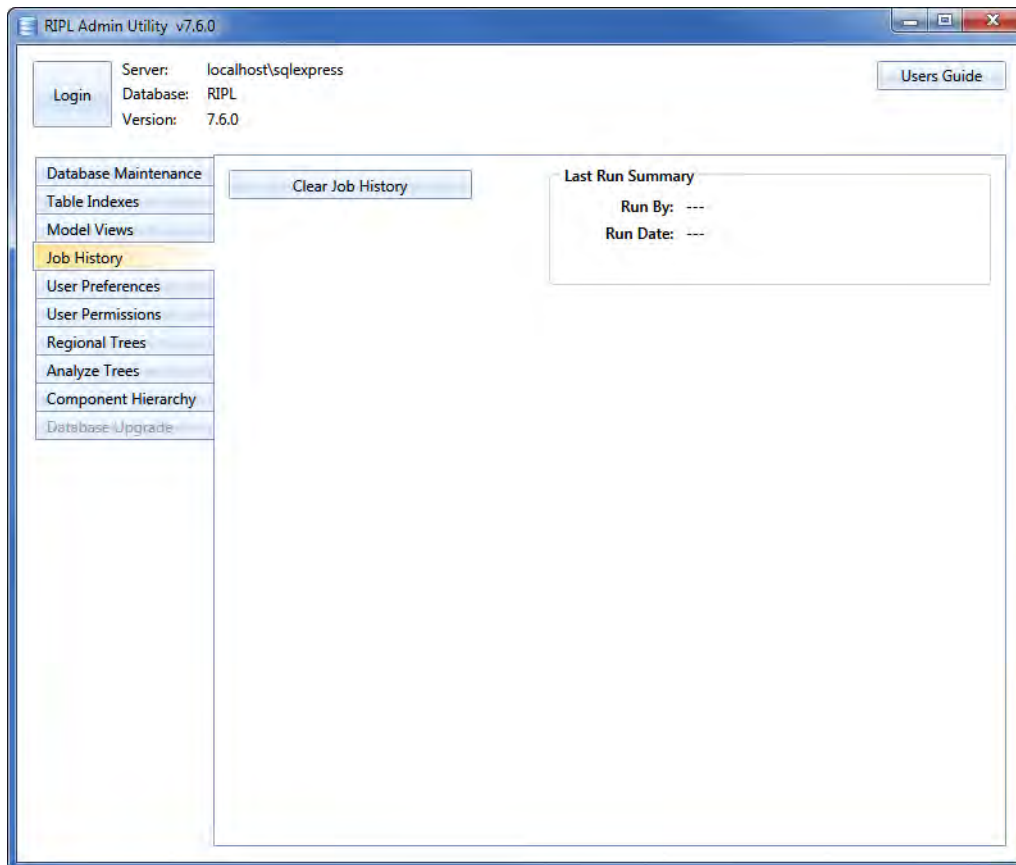 RIPL Admin Utility v7.6.0
Login
Server: localhost\sqlexpress
Database: RIPL
Version: 7.6.0
Users Guide
Database Maintenance
Table Indexes
Model Views
Job History
User Preferences
User Permissions
Regional Trees
Analyze Trees
Component Hierarchy
Database Upgrade
Clear Job History
Last Run Summary
Run By: ---
Run Date: ---